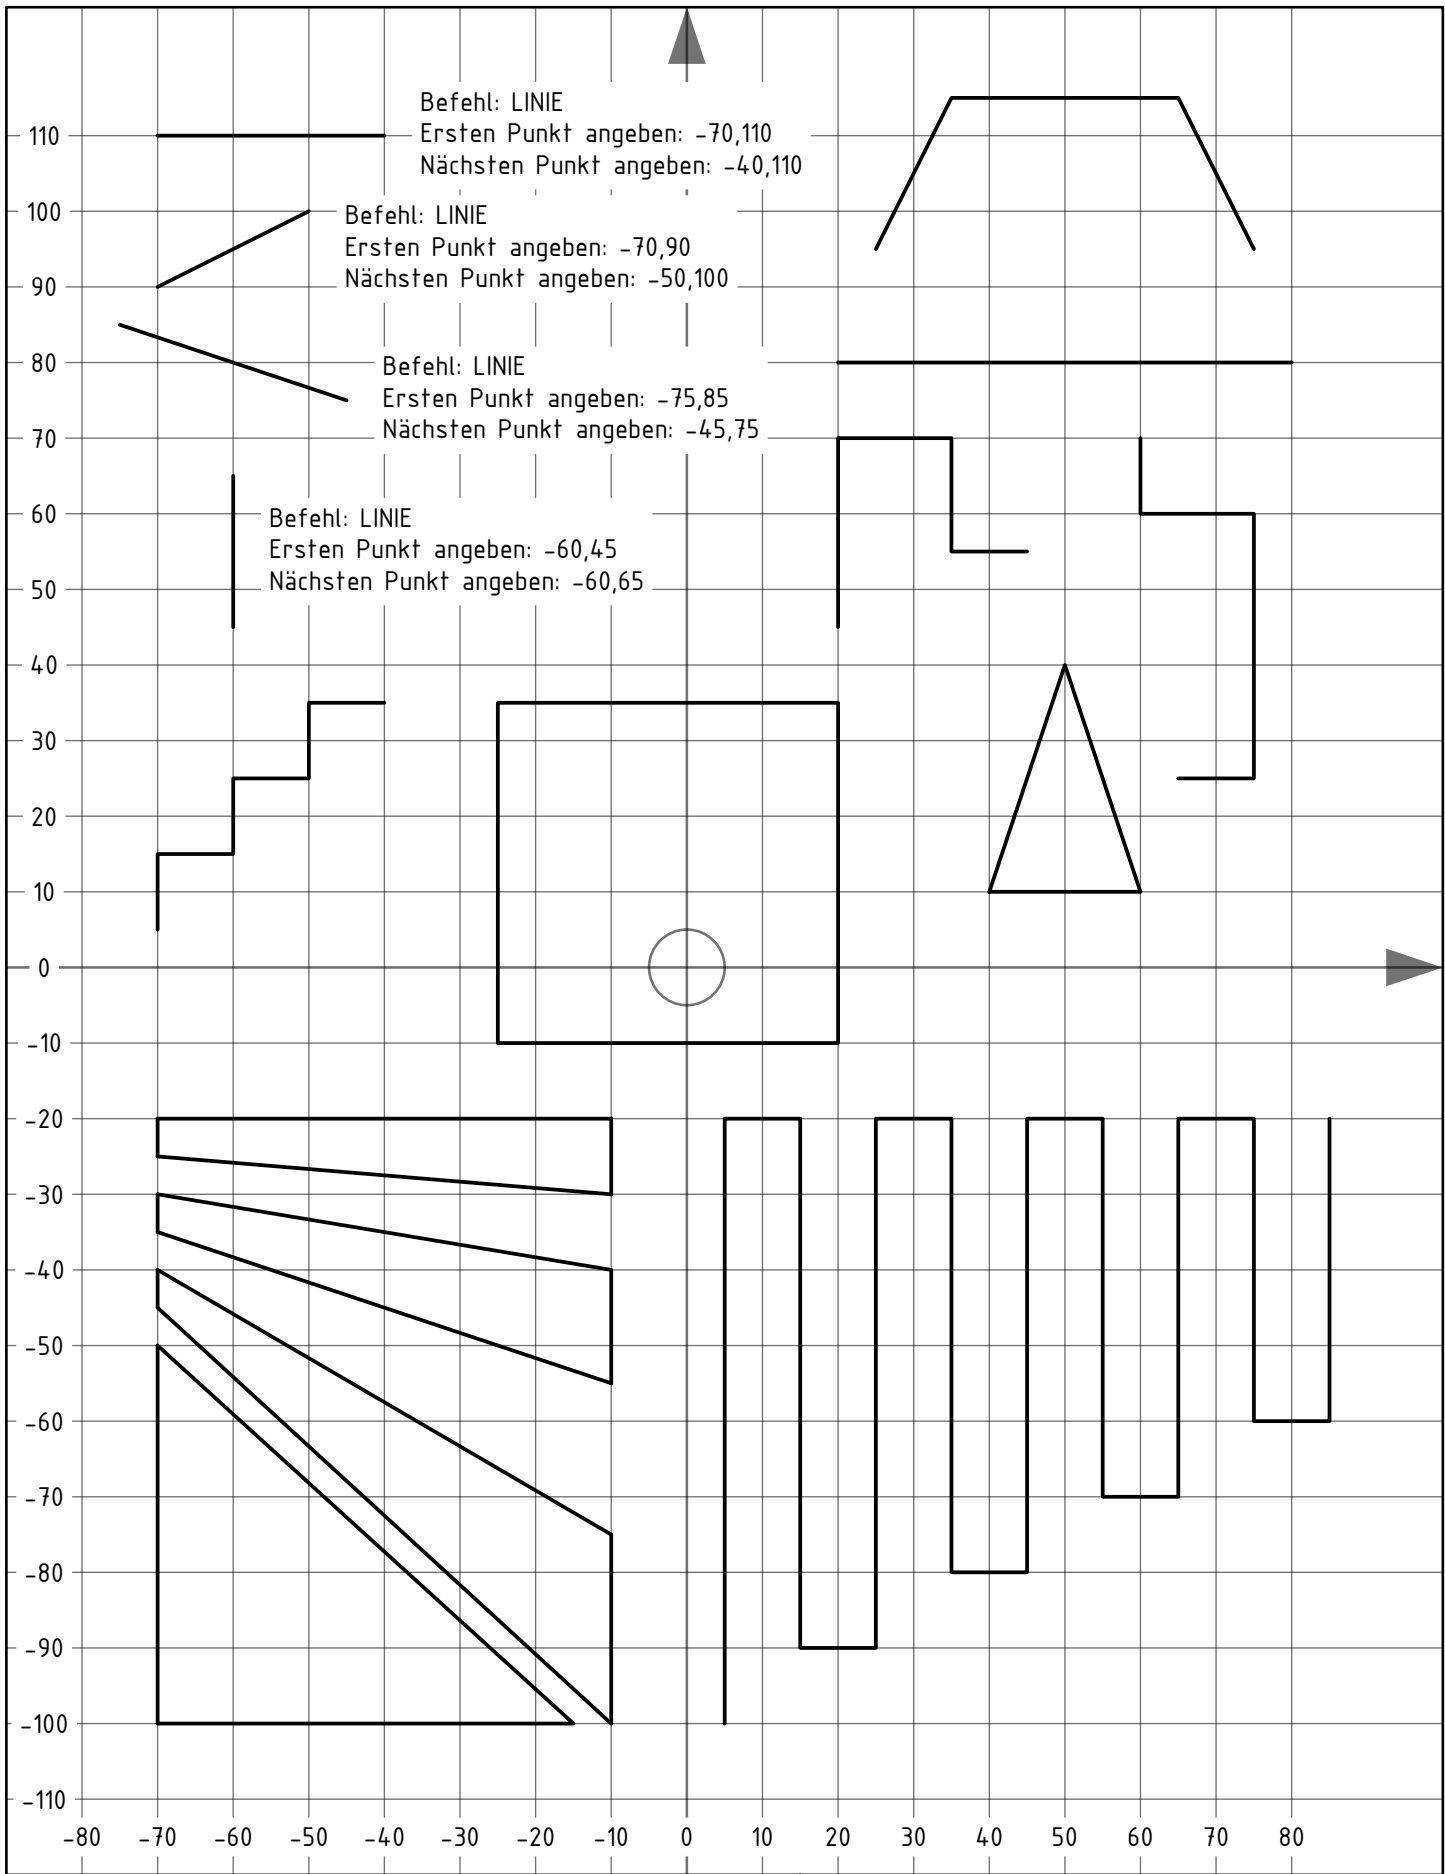 Befehl: LINIE
Ersten Punkt angeben: -70,110
Nächsten Punkt angeben: -40,110
Befehl: LINIE
Ersten Punkt angeben: -70,90
Nächsten Punkt angeben: -50,100
Befehl: LINIE
Ersten Punkt angeben: -75,85
Nächsten Punkt angeben: -45,75
Befehl: LINIE
Ersten Punkt angeben: -60,45
Nächsten Punkt angeben: -60,65
110
100
90
80
70
60
50
40
30
20
10
0
-10
-20
-30
-40
-50
-60
-70
-80
-90
-100
-110
-80 -70 -60 -50 -40 -30 -20 -10 0 10 20 30 40 50 60 70 80